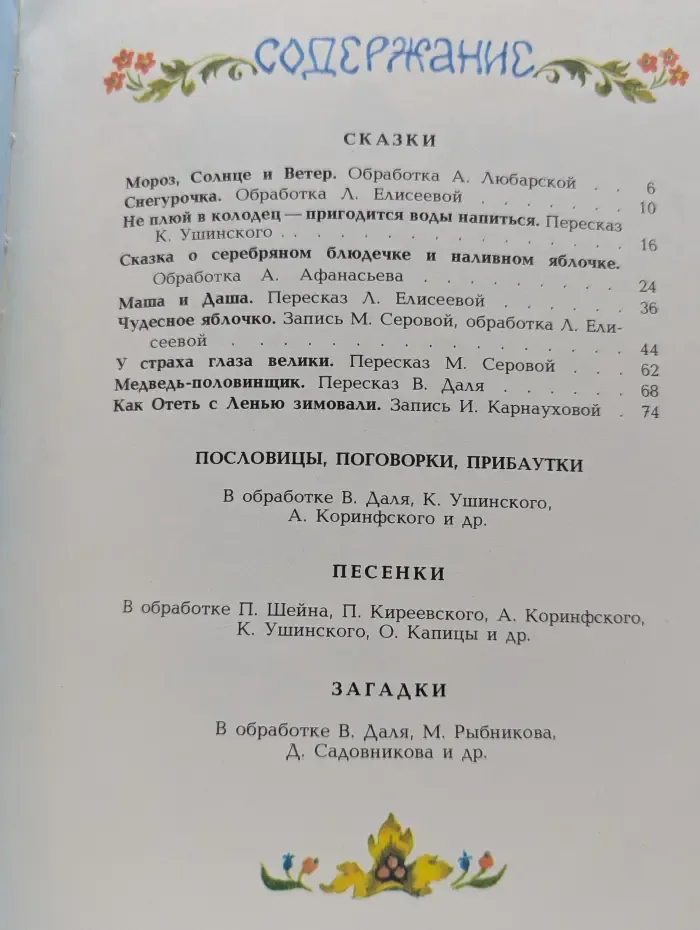 СОДЕРЖАНИЕ
СКАЗКИ
Мороз, Солнце и Ветер. Обработка А. Любарской . . 6
Снегурочка. Обработка Л. Елисеевой . . . . . . 10
Не плюй в колодец — пригодится воды напиться. Пересказ
К. Ушинского . . . . . . . . . . . . . . . . 16
Сказка о серебряном блюдечке и наливном яблочке.
Обработка А. Афанасьева . . . . . . . . 24
Маша и Даша. Пересказ Л. Елисеевой . . . . . . 36
Чудесное яблочко. Запись М. Серовой, обработка Л. Ели-
сеевой . . . . . . . . . . . . . . . . . . 44
У страха глаза велики. Пересказ М. Серовой . . . 62
Медведь-половинщик. Пересказ В. Даля . . . . . . 68
Как Отеть с Ленью зимовали. Запись И. Карнауховой . 74
ПОСЛОВИЦЫ, ПОГОВОРКИ, ПРИБАУТКИ
В обработке В. Даля, К. Ушинского,
А. Коринфского и др.
ПЕСЕНКИ
В обработке П. Шейна, П. Киреевского, А. Коринфского,
К. Ушинского, О. Капицы и др.
ЗАГАДКИ
В обработке В. Даля, М. Рыбникова,
Д. Садовникова и др.